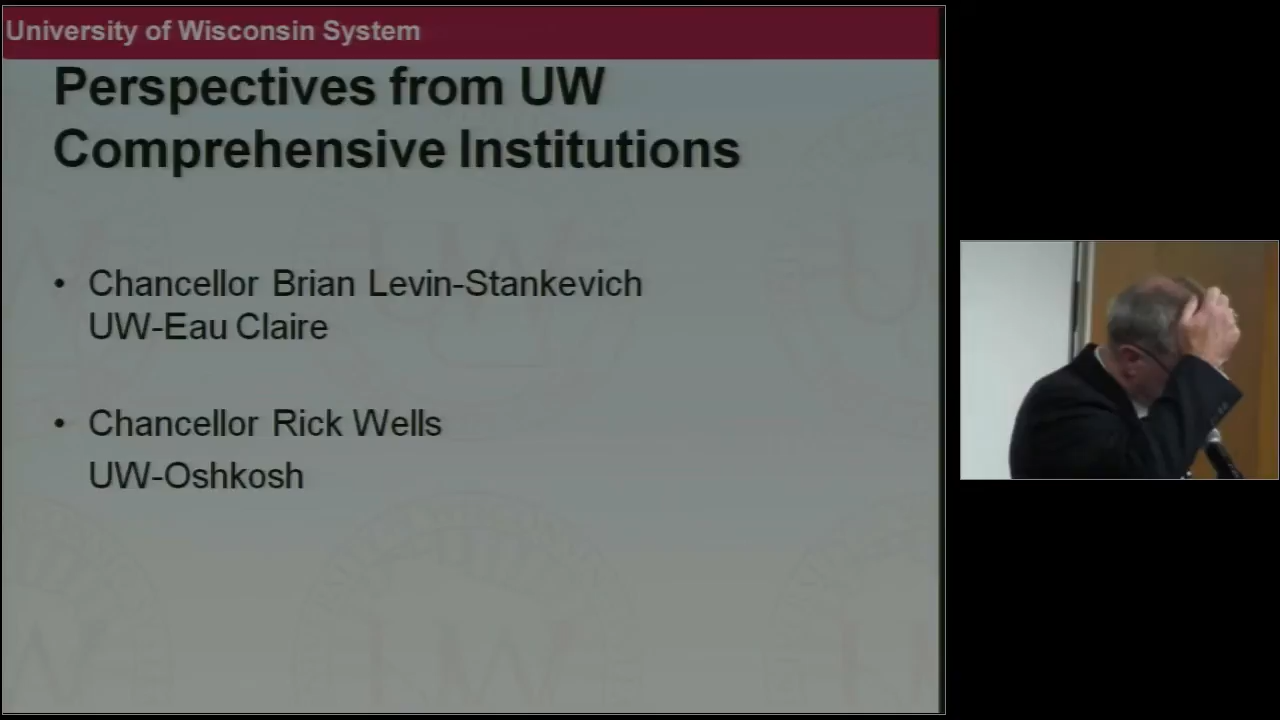 University of Wisconsin System
Perspectives from UW
Comprehensive Institutions
• Chancellor Brian Levin-Stankevich
UW-Eau Claire
• Chancellor Rick Wells
UW-Oshkosh